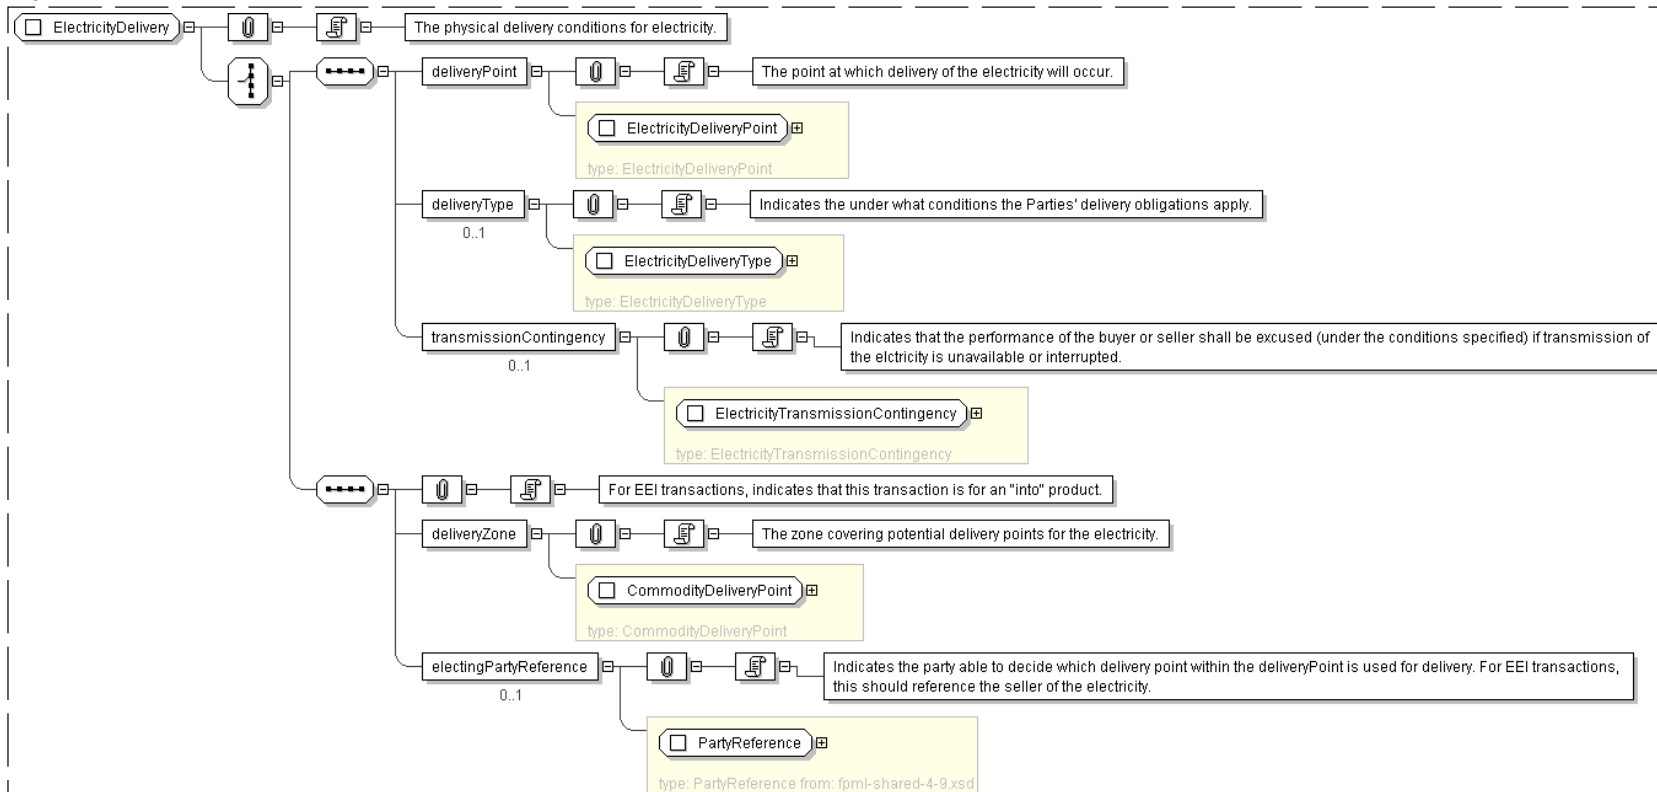 ElectricityDelivery
The physical delivery conditions for electricity.
deliveryPoint
The point at which delivery of the electricity will occur.
ElectricityDeliveryPoint
type: ElectricityDeliveryPoint
deliveryType
Indicates the under what conditions the Parties' delivery obligations apply.
0..1
ElectricityDeliveryType
type: ElectricityDeliveryType
transmissionContingency
Indicates that the performance of the buyer or seller shall be excused (under the conditions specified) if transmission of
the elctricity is unavailable or interrupted.
0..1
ElectricityTransmissionContingency
type: ElectricityTransmissionContingency
For EEI transactions, indicates that this transaction is for an "into" product.
deliveryZone
The zone covering potential delivery points for the electricity.
CommodityDeliveryPoint
type: CommodityDeliveryPoint
electingPartyReference
Indicates the party able to decide which delivery point within the deliveryPoint is used for delivery. For EEI transactions,
this should reference the seller of the electricity.
0..1
PartyReference
type: PartyReference from: fpml-shared-4-9.xsd